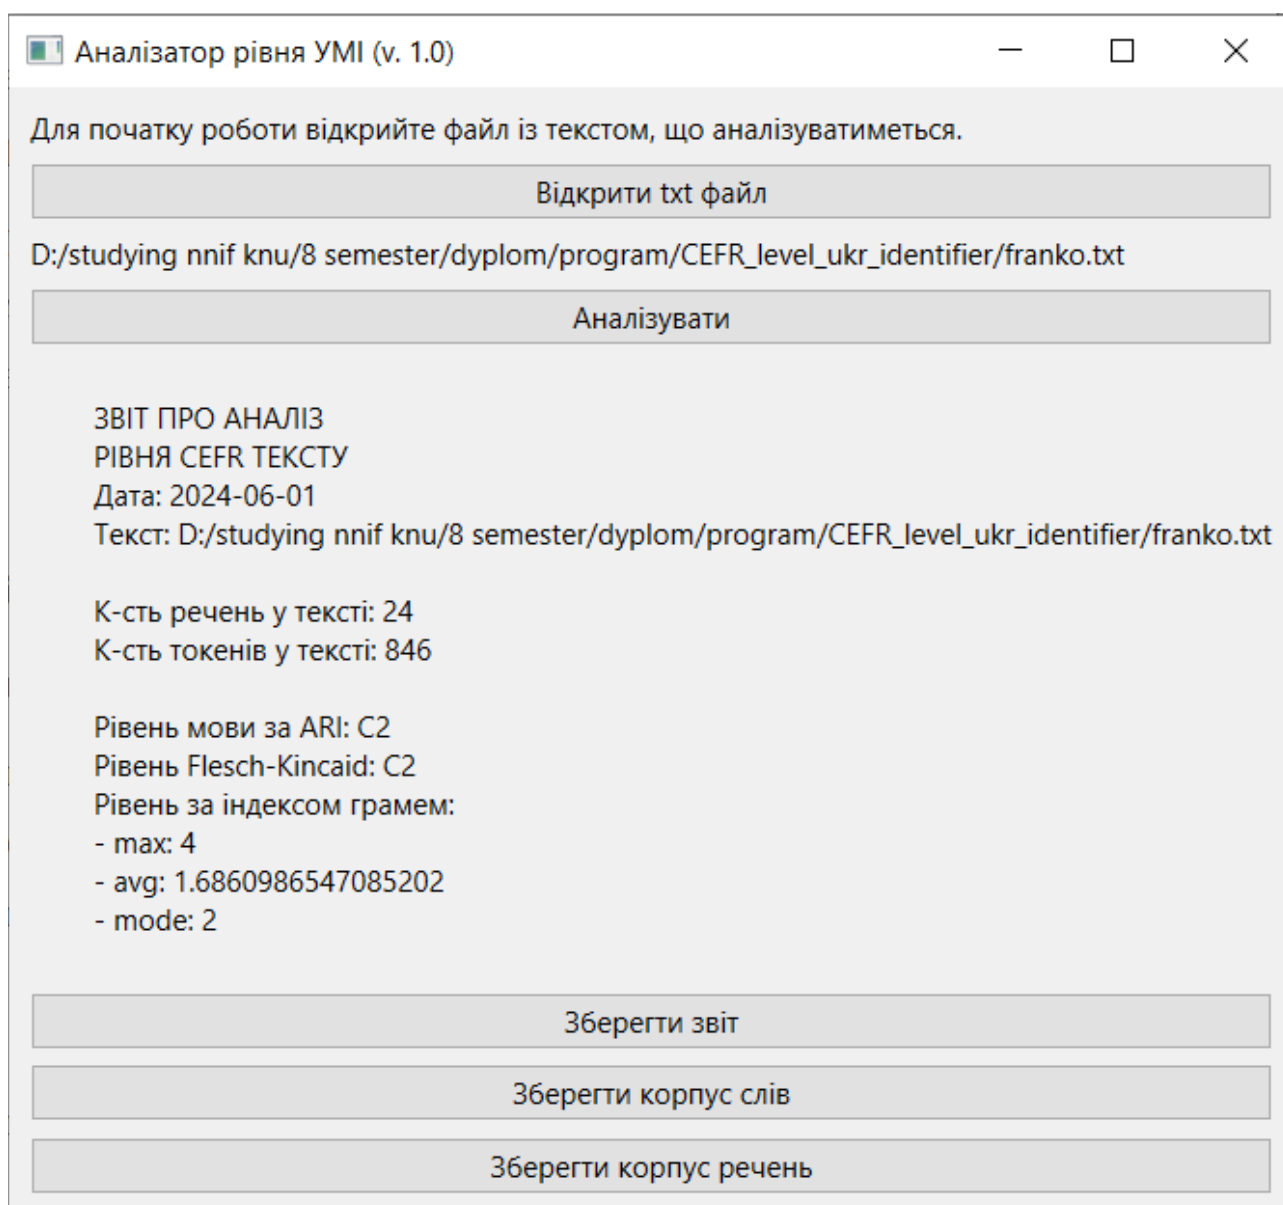 Аналізатор рівня УМІ (v. 1.0)
Для початку роботи відкрийте файл із текстом, що аналізуватиметься.
Відкрити txt файл
D:/studying nnif knu/8 semester/dyplom/program/CEFR_level_ukr_identifier/franko.txt
Аналізувати
ЗВІТ ПРО АНАЛІЗ
РІВНЯ CEFR ТЕКСТУ
Дата: 2024-06-01
Текст: D:/studying nnif knu/8 semester/dyplom/program/CEFR_level_ukr_identifier/franko.txt
К-сть речень у тексті: 24
К-сть токенів у тексті: 846
Рівень мови за ARI: C2
Рівень Flesch-Kincaid: C2
Рівень за індексом грамем:
- max: 4
- avg: 1.6860986547085202
- mode: 2
Зберегти звіт
Зберегти корпус слів
Зберегти корпус речень